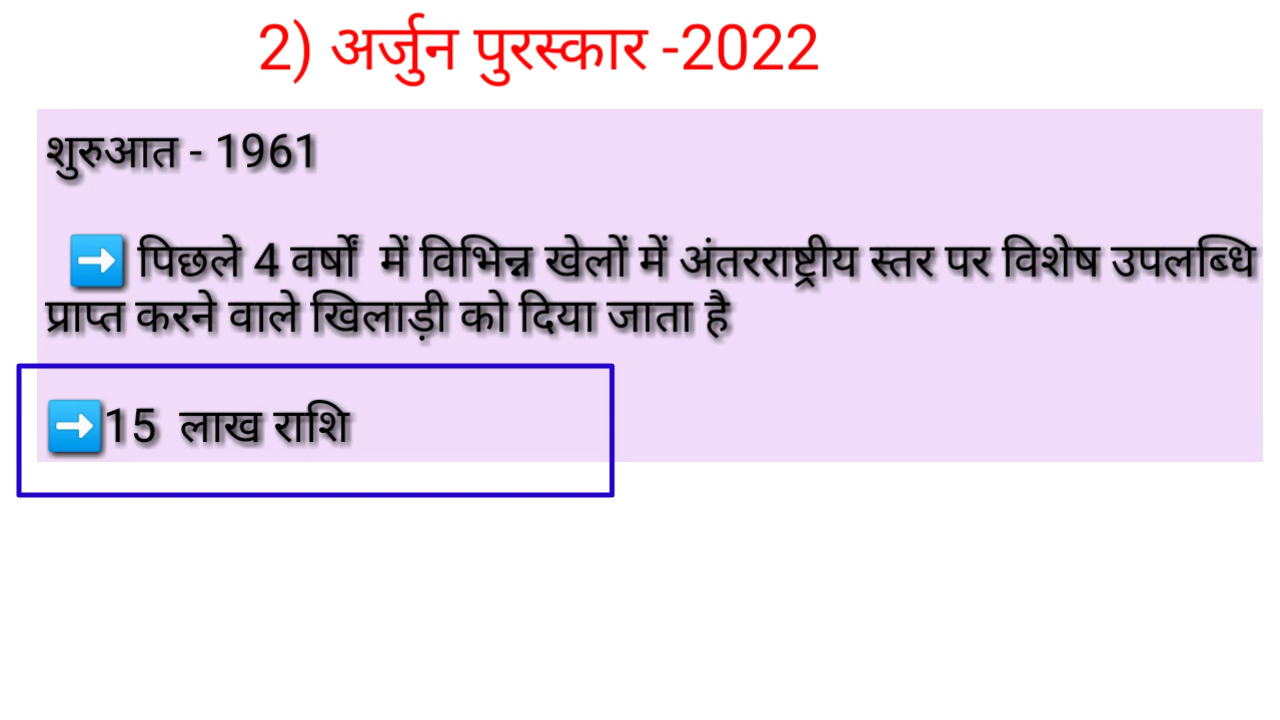 2) अर्जुन पुरस्कार -2022
शुरुआत - 1961
➡️ पिछले 4 वर्षों में विभिन्न खेलों में अंतरराष्ट्रीय स्तर पर विशेष उपलब्धि
प्राप्त करने वाले खिलाड़ी को दिया जाता है
➡️15 लाख राशि